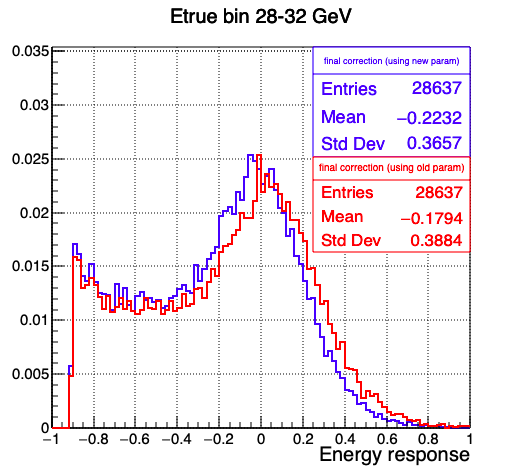 Etrue bin 28-32 GeV
final correction (using new param)
Entries 28637
Mean −0.2232
Std Dev 0.3657
final correction (using old param)
Entries 28637
Mean −0.1794
Std Dev 0.3884
0.035
0.03
0.025
0.02
0.015
0.01
0.005
0
−1 −0.8 −0.6 −0.4 −0.2 0 0.2 0.4 0.6 0.8 1
Energy response